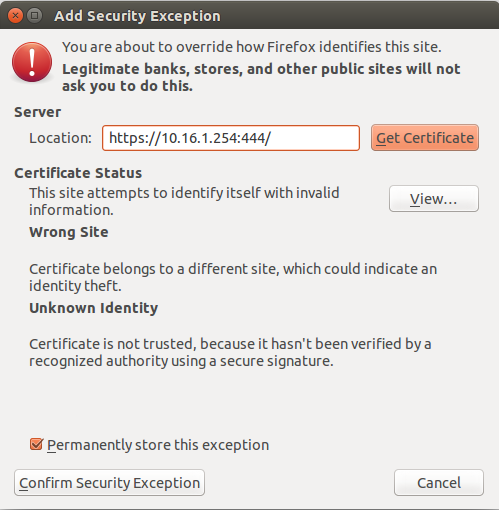 Add Security Exception
You are about to override how Firefox identifies this site.
Legitimate banks, stores, and other public sites will not
ask you to do this.
Server
Location: https://10.16.1.254:444/ Get Certificate
Certificate Status
This site attempts to identify itself with invalid
information.
View...
Wrong Site
Certificate belongs to a different site, which could indicate an
identity theft.
Unknown Identity
Certificate is not trusted, because it hasn't been verified by a
recognized authority using a secure signature.
Permanently store this exception
Confirm Security Exception Cancel